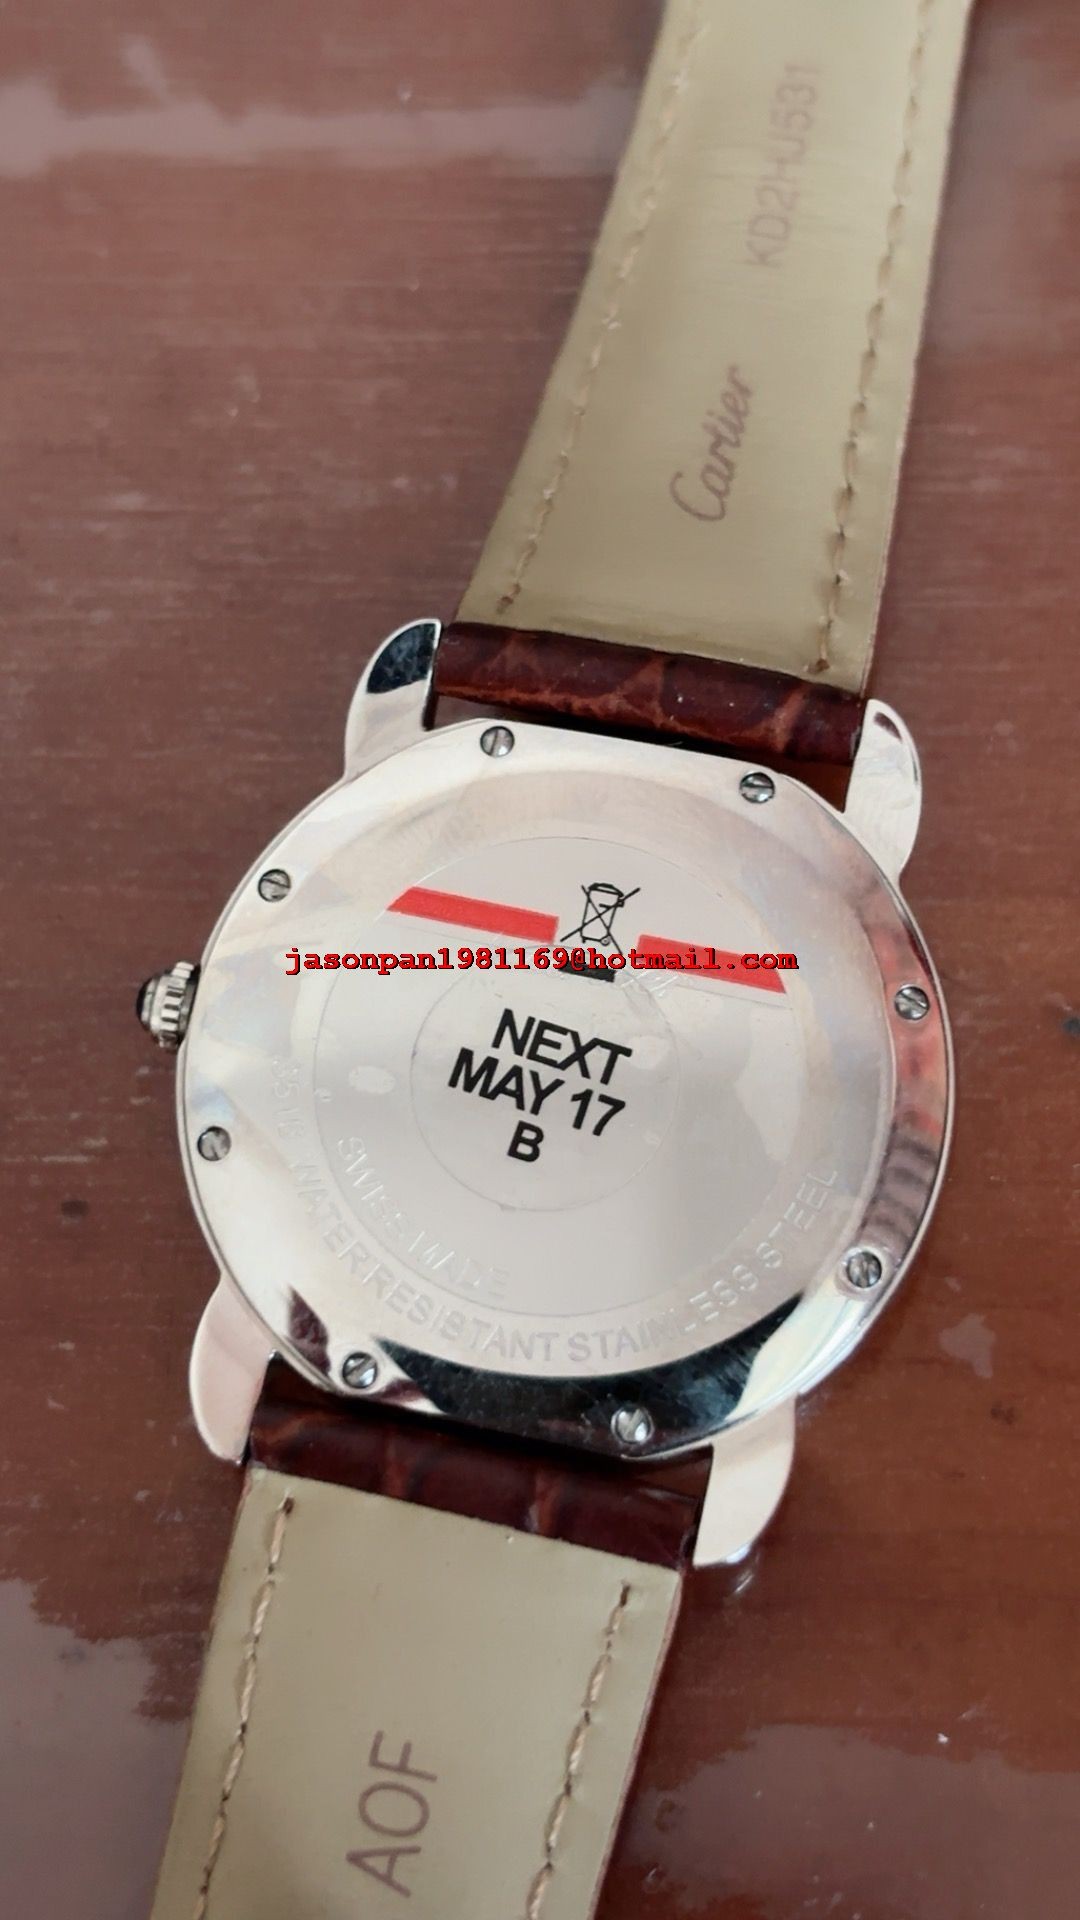 KD2HJ531
Cartier
jasonpan1981169@hotmail.com
NEXT
MAY 17
B
SWISS MADE
WATER RESISTANT STAINLESS STEEL
AOF